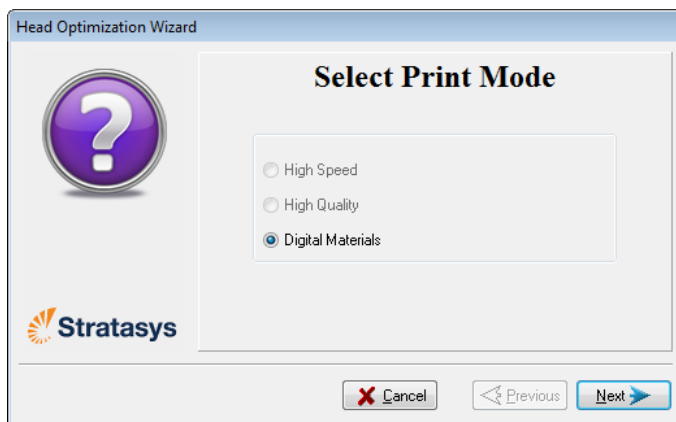 Head Optimization Wizard
Select Print Mode
High Speed
High Quality
Digital Materials
Stratasys
Cancel
Previous
Next